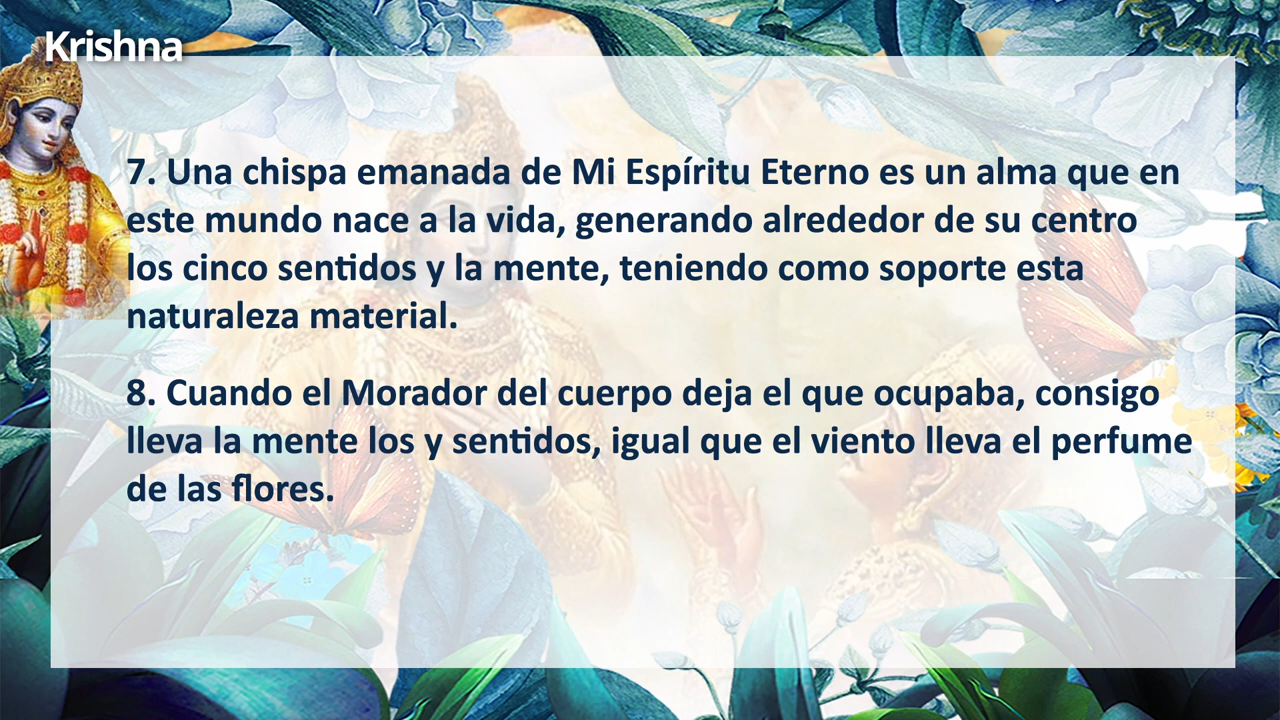 Krishna
7. Una chispa emanada de Mi Espíritu Eterno es un alma que en
este mundo nace a la vida, generando alrededor de su centro
los cinco sentidos y la mente, teniendo como soporte esta
naturaleza material.
8. Cuando el Morador del cuerpo deja el que ocupaba, consigo
lleva la mente los y sentidos, igual que el viento lleva el perfume
de las flores.